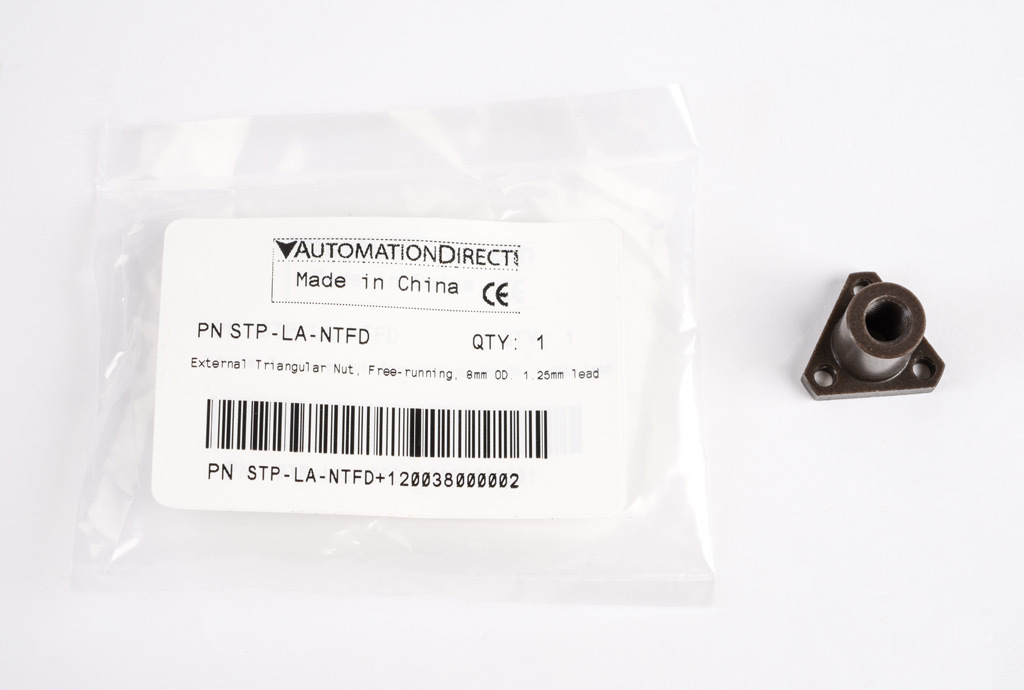 AUTOMATIONDIRECT
Made in China
CE
PN STP-LA-NTFD
QTY: 1
External Triangular Nut, Free-running, 8mm OD. 1.25mm lead
PN STP-LA-NTFD+120038000002